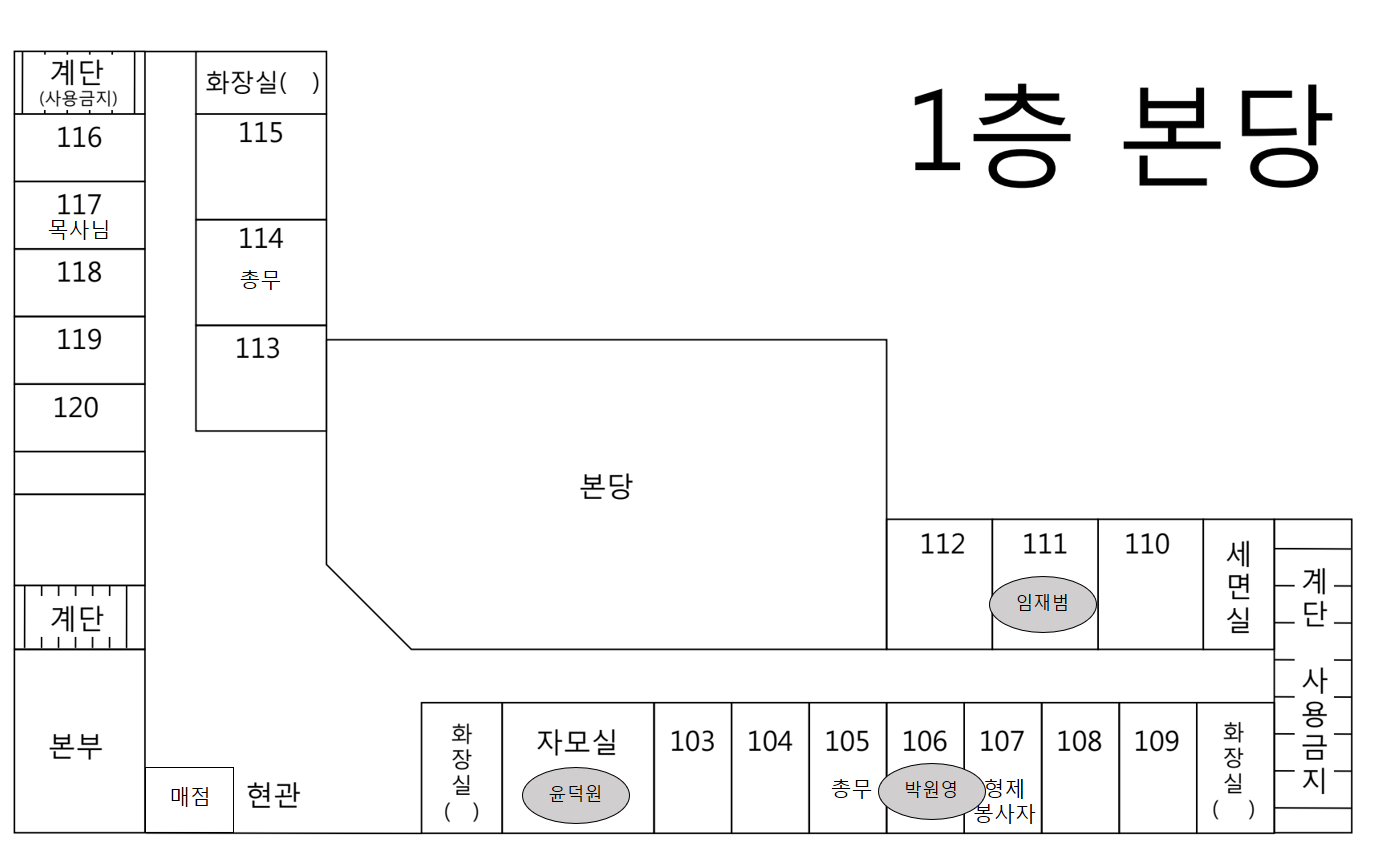 1층 본당
계단
(사용금지)
화장실( )
116
115
117
목사님
114
총무
118
119
113
120
본당
112
111
임재범
110
세면실
계단 사용금지
계단
본부
매점
현관
화장실( )
자모실
윤덕원
103
104
105
총무
106
박원영
107
형제
봉사자
108
109
화장실( )